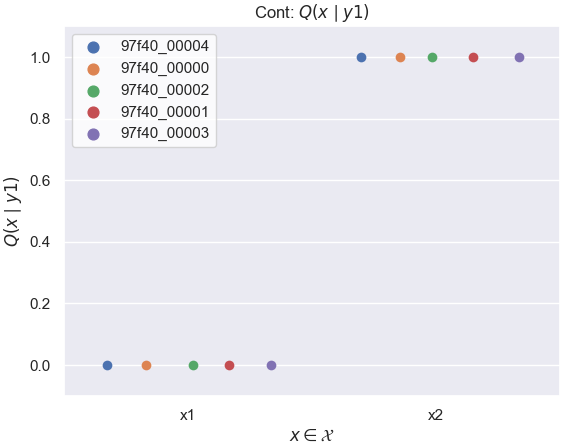 Cont: Q(x | y1)
97f40_00004
97f40_00000
97f40_00002
97f40_00001
97f40_00003
Q(x | y1)
1.0
0.8
0.6
0.4
0.2
0.0
x1 x2
x ∈ 𝒳